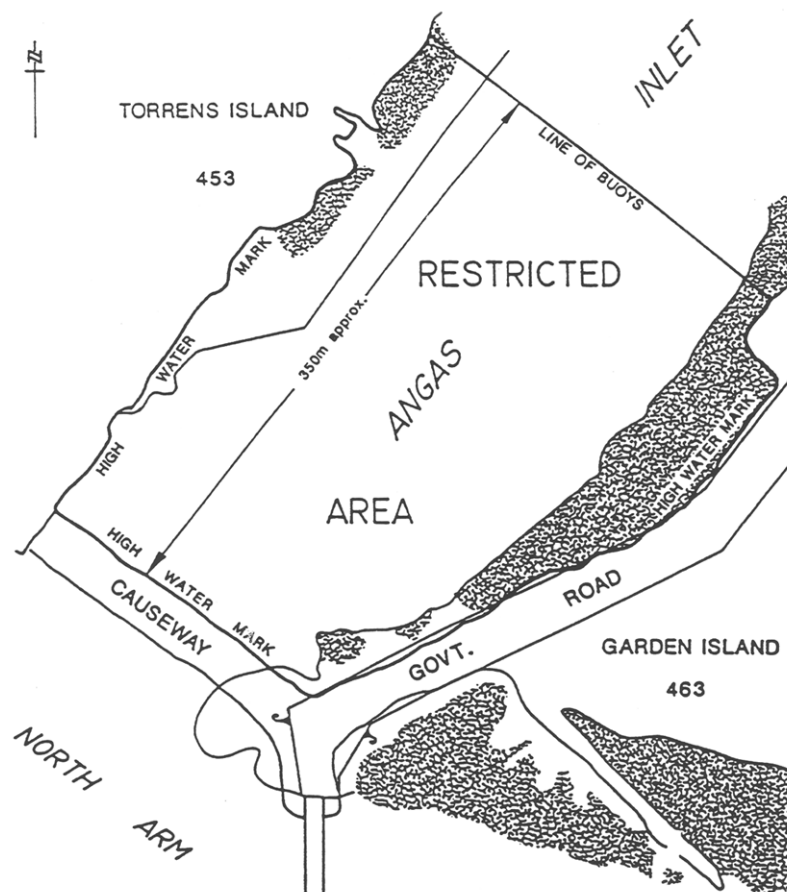 N
INLET
TORRENS ISLAND
453
LINE OF BUOYS
HIGH WATER MARK
RESTRICTED
350m approx.
ANGAS
AREA
HIGH WATER MARK
HIGH WATER MARK
CAUSEWAY
GOVT. ROAD
GARDEN ISLAND
463
NORTH ARM